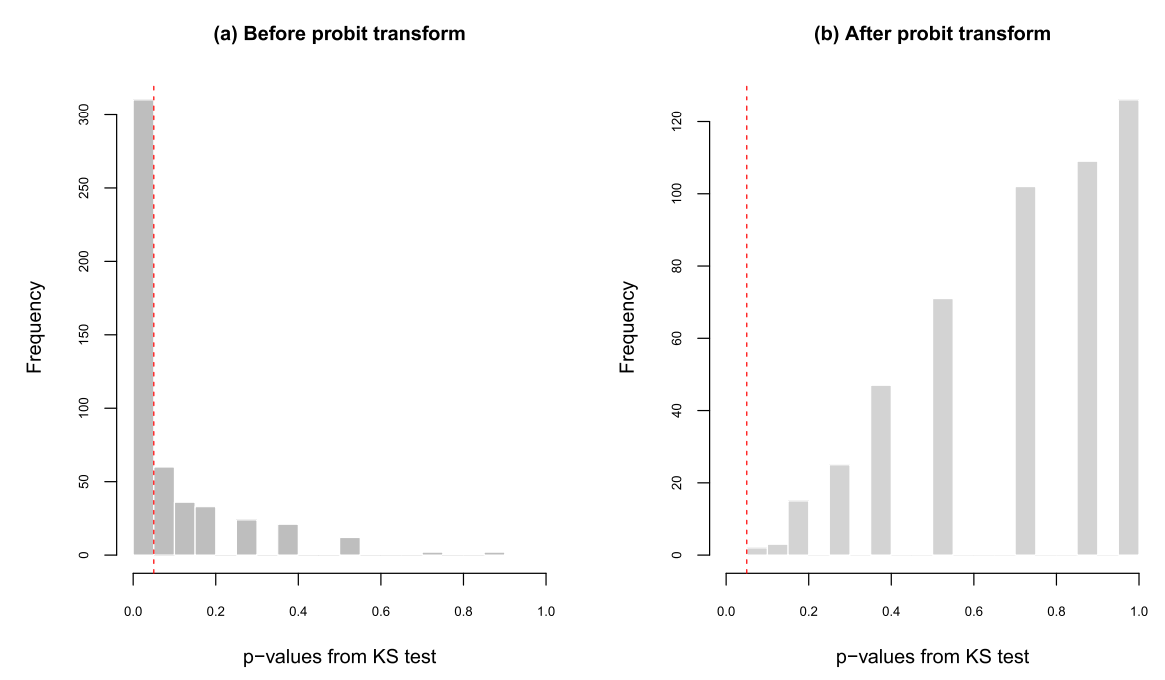 (a) Before probit transform
Frequency
0
50
100
150
200
250
300
0.0 0.2 0.4 0.6 0.8 1.0
p−values from KS test
(b) After probit transform
Frequency
0
20
40
60
80
100
120
0.0 0.2 0.4 0.6 0.8 1.0
p−values from KS test